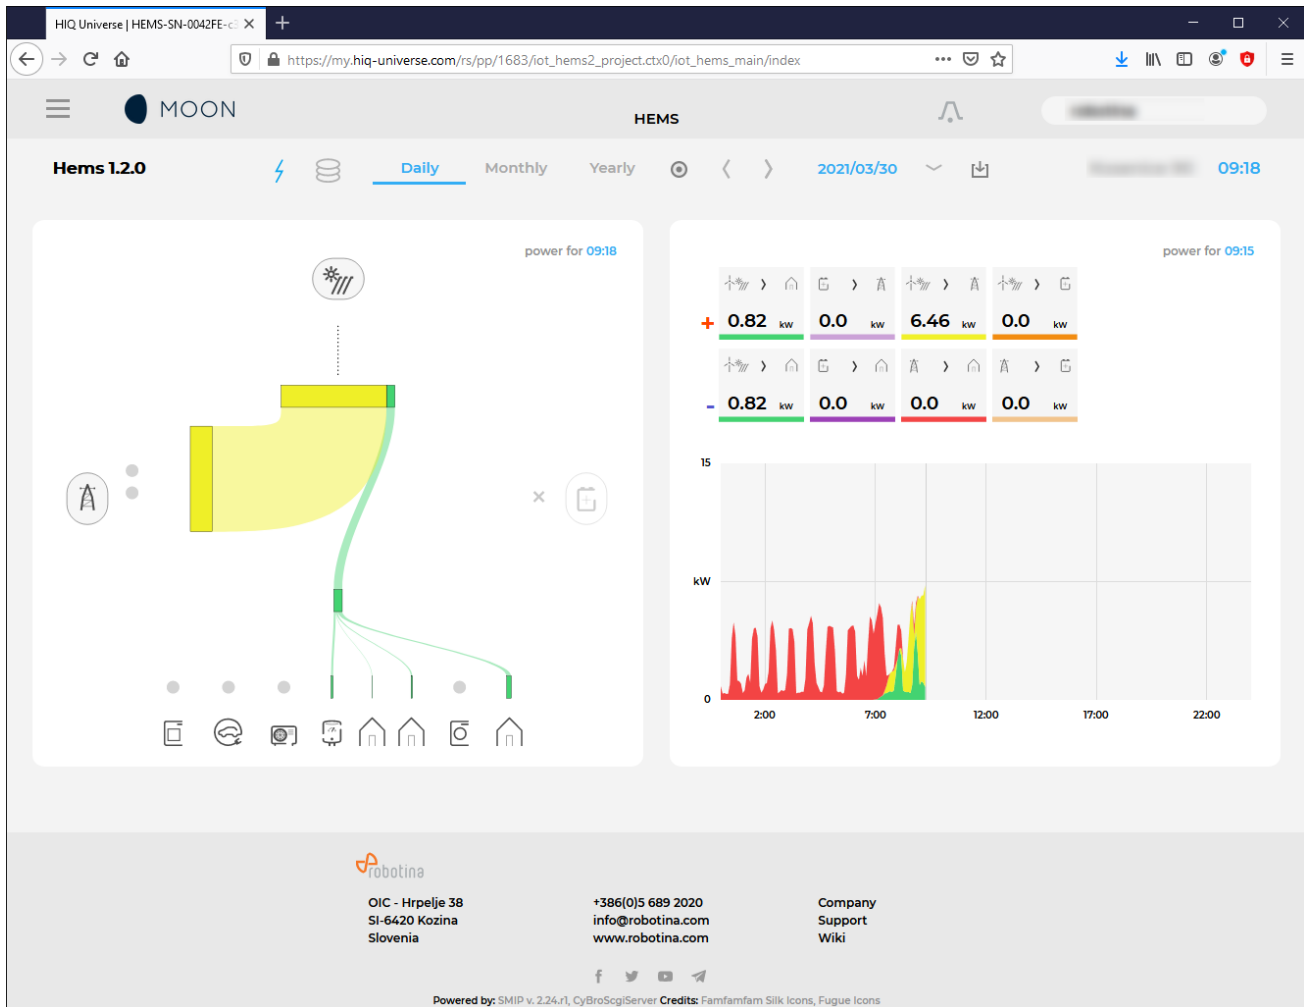 HIQ Universe | HEMS-SN-0042FE-c
https://my.hiq-universe.com/rs/pp/1683/iot_hems2_project.ctx0/iot_hems_main/index
MOON
HEMS
Hems 1.2.0
Daily
Monthly
Yearly
2021/03/30
09:18
power for 09:18
power for 09:15
+ 0.82 kW 0.0 kW 6.46 kW 0.0 kW
- 0.82 kW 0.0 kW 0.0 kW 0.0 kW
15
kW
0
2:00 7:00 12:00 17:00 22:00
robotina
OIC - Hrpelje 38
SI-6420 Kozina
Slovenia
+386(0)5 689 2020
info@robotina.com
www.robotina.com
Company
Support
Wiki
Powered by: SMIP v. 2.24.r1, CyBroScgiServer Credits: Famfamfam Silk Icons, Fugue Icons